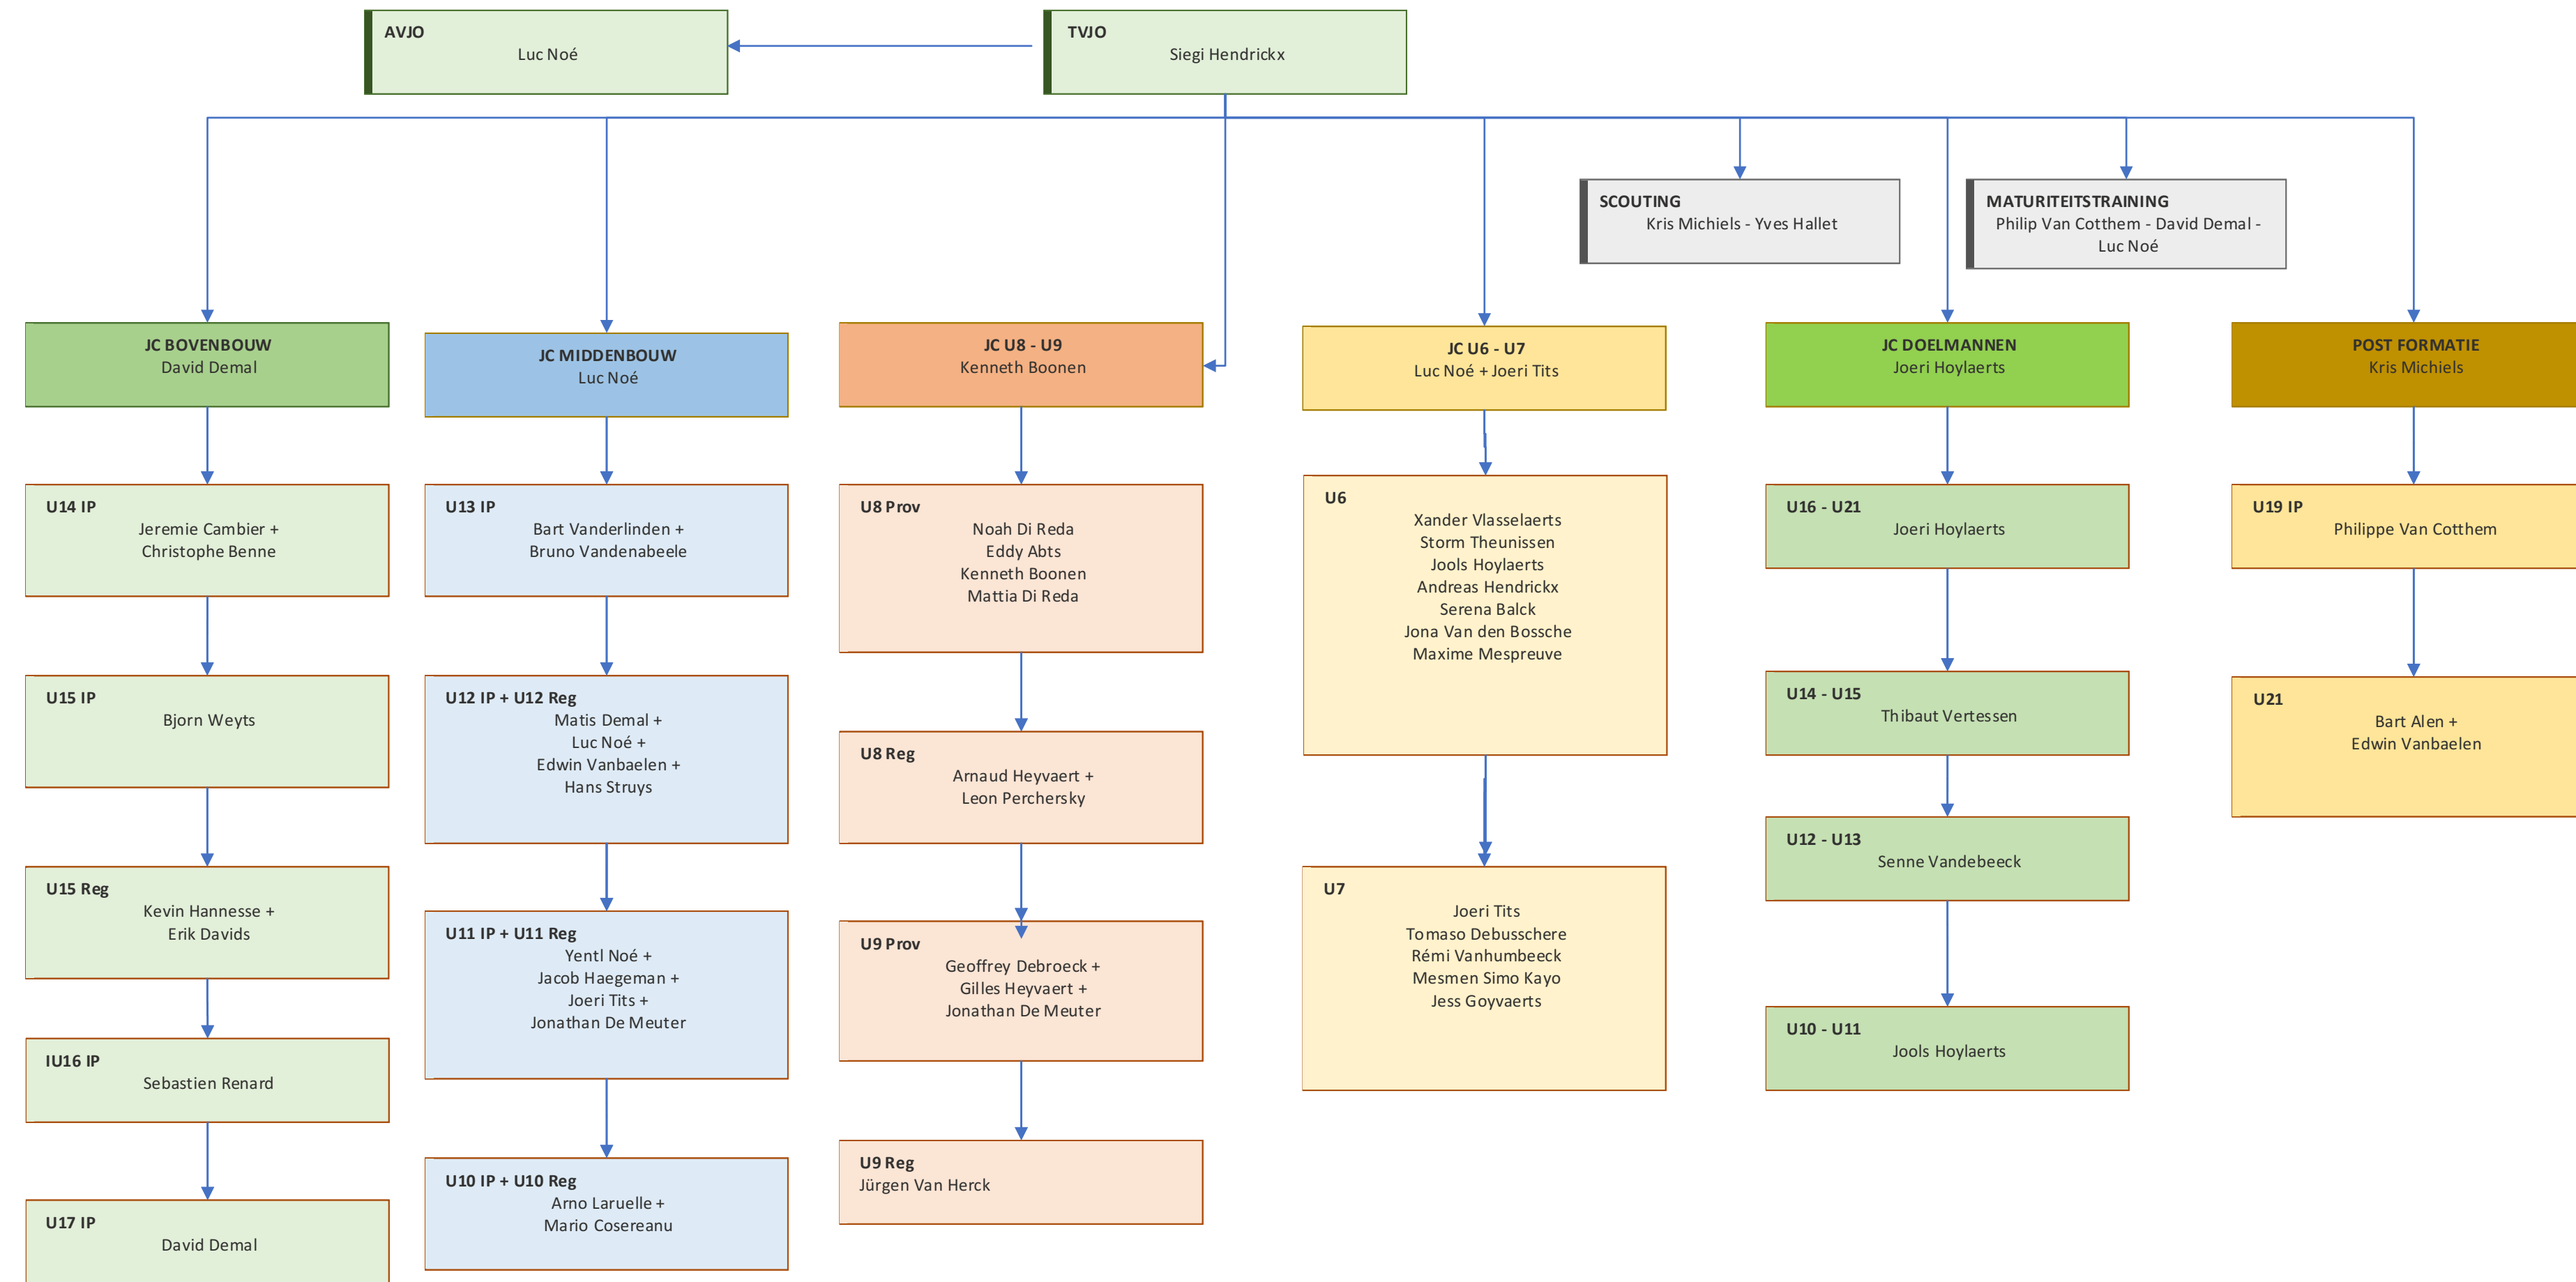 AVJO
Luc Noé
TVJO
Siegi Hendrickx
SCOUTING
Kris Michiels - Yves Hallet
MATURITEITSTRAINING
Philip Van Cotthem - David Demal -
Luc Noé
JC BOVENBOUW
David Demal
JC MIDDENBOUW
Luc Noé
JC U8 - U9
Kenneth Boonen
JC U6 - U7
Luc Noé + Joeri Tits
JC DOELMANNEN
Joeri Hoylaerts
POST FORMATIE
Kris Michiels
U14 IP
Jeremie Cambier +
Christophe Benne
U15 IP
Bjorn Weyts
U15 Reg
Kevin Hannesse +
Erik Davids
IU16 IP
Sebastien Renard
U17 IP
David Demal
U13 IP
Bart Vanderlinden +
Bruno Vandenabeele
U12 IP + U12 Reg
Matis Demal +
Luc Noé +
Edwin Vanbaelen +
Hans Struys
U11 IP + U11 Reg
Yentl Noé +
Jacob Haegeman +
Joeri Tits +
Jonathan De Meuter
U10 IP + U10 Reg
Arno Laruelle +
Mario Cosereanu
U8 Prov
Noah Di Reda
Eddy Abts
Kenneth Boonen
Mattia Di Reda
U8 Reg
Arnaud Heyvaert +
Leon Perchersky
U9 Prov
Geoffrey Debroeck +
Gilles Heyvaert +
Jonathan De Meuter
U9 Reg
Jürgen Van Herck
U6
Xander Vlasselaerts
Storm Theunissen
Jools Hoylaerts
Andreas Hendrickx
Serena Balck
Jona Van den Bossche
Maxime Mespreuve
U7
Joeri Tits
Tomaso Debusschere
Rémi Vanhumbeeck
Mesmen Simo Kayo
Jess Goyvaerts
U16 - U21
Joeri Hoylaerts
U14 - U15
Thibaut Vertessen
U12 - U13
Senne Vandebeeck
U10 - U11
Jools Hoylaerts
U19 IP
Philippe Van Cotthem
U21
Bart Alen +
Edwin Vanbaelen